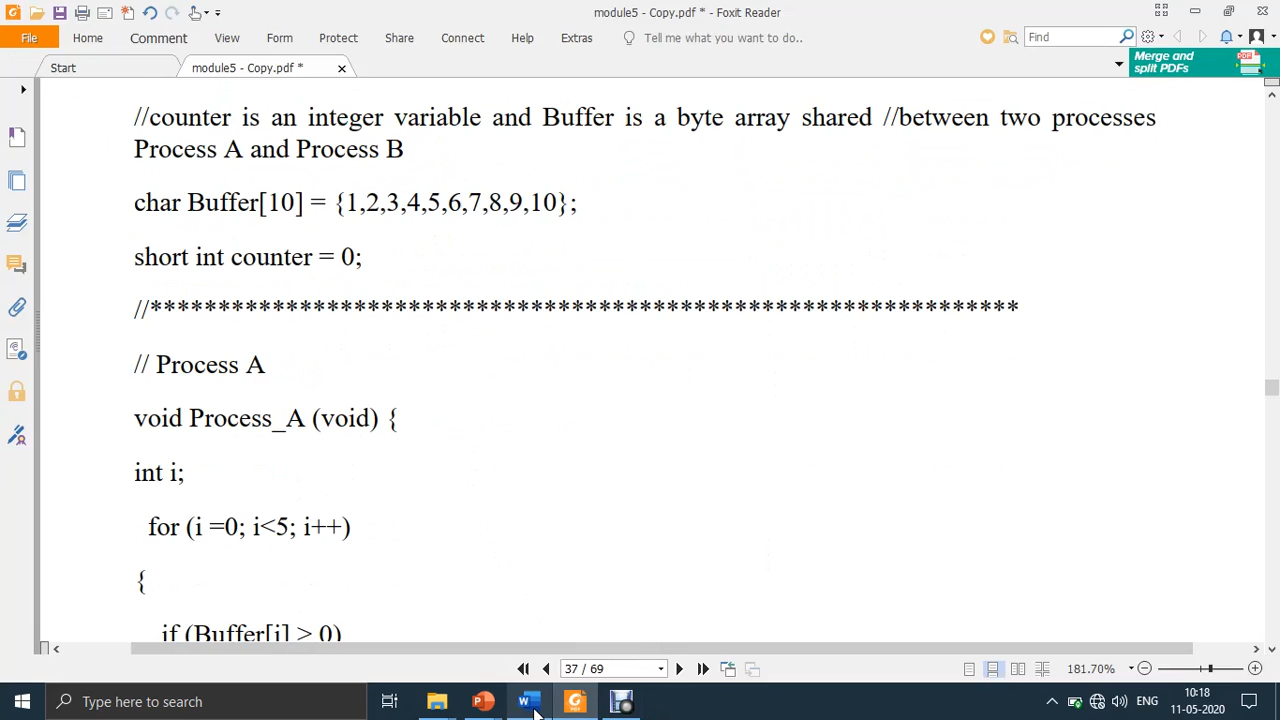 module5 - Copy.pdf * - Foxit Reader
File Home Comment View Form Protect Share Connect Help Extras Tell me what you want to do.. Find
Start module5 - Copy.pdf * Merge and
split PDFs
//counter is an integer variable and Buffer is a byte array shared //between two processes
Process A and Process B
char Buffer[10] = {1,2,3,4,5,6,7,8,9,10};
short int counter = 0;
//****************************************************************
// Process A
void Process_A (void) {
int i;
for (i =0; i<5; i++)
{
if (Buffer[i] > 0)
37 / 69 181.70%
Type here to search ENG 10:18
11-05-2020